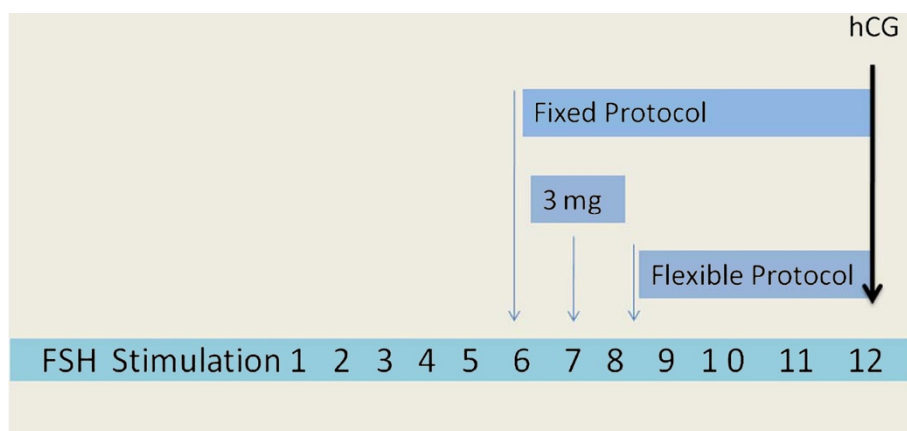 hCG
Fixed Protocol
3 mg
Flexible Protocol
FSH Stimulation 1 2 3 4 5 6 7 8 9 10 11 12